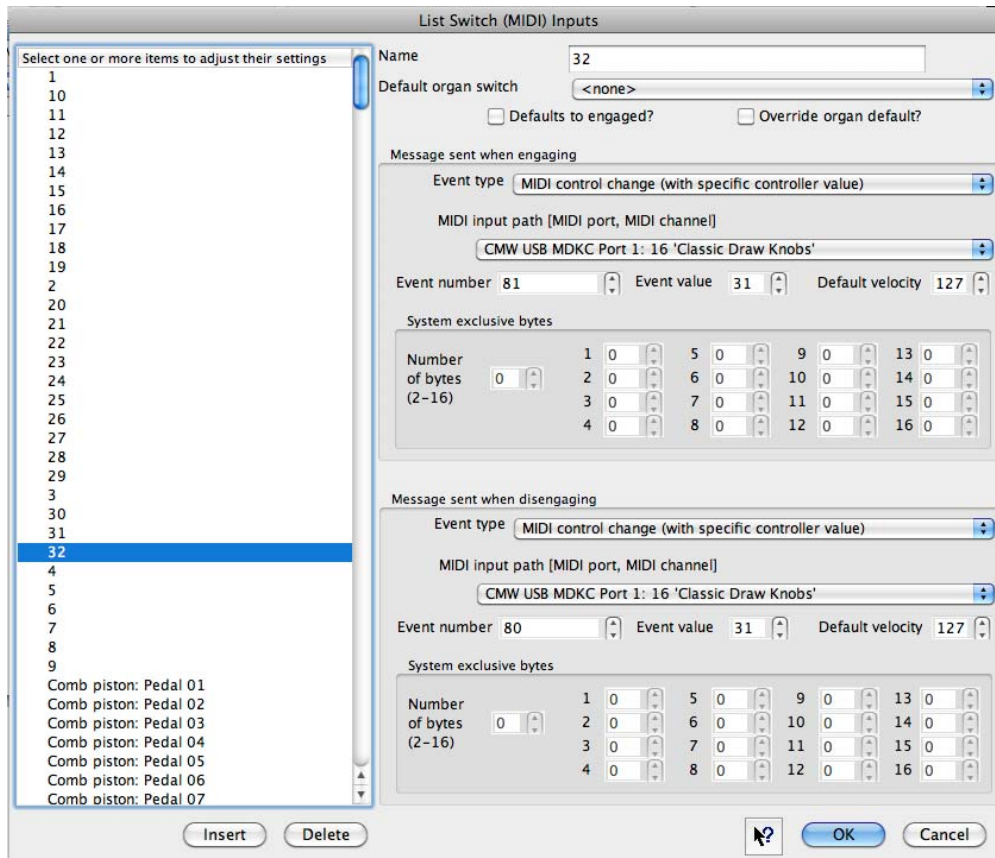 List Switch (MIDI) Inputs
Select one or more items to adjust their settings
1
10
11
12
13
14
15
16
17
18
19
2
20
21
22
23
24
25
26
27
28
29
3
30
31
32
4
5
6
7
8
9
Comb piston: Pedal 01
Comb piston: Pedal 02
Comb piston: Pedal 03
Comb piston: Pedal 04
Comb piston: Pedal 05
Comb piston: Pedal 06
Comb piston: Pedal 07
Name 32
Default organ switch <none>
Defaults to engaged? Override organ default?
Message sent when engaging
Event type MIDI control change (with specific controller value)
MIDI input path [MIDI port, MIDI channel]
CMW USB MDKC Port 1: 16 'Classic Draw Knobs'
Event number 81 Event value 31 Default velocity 127
System exclusive bytes
Number of bytes (2-16) 0
1 0 5 0 9 0 13 0
2 0 6 0 10 0 14 0
3 0 7 0 11 0 15 0
4 0 8 0 12 0 16 0
Message sent when disengaging
Event type MIDI control change (with specific controller value)
MIDI input path [MIDI port, MIDI channel]
CMW USB MDKC Port 1: 16 'Classic Draw Knobs'
Event number 80 Event value 31 Default velocity 127
System exclusive bytes
Number of bytes (2-16) 0
1 0 5 0 9 0 13 0
2 0 6 0 10 0 14 0
3 0 7 0 11 0 15 0
4 0 8 0 12 0 16 0
Insert Delete ? OK Cancel